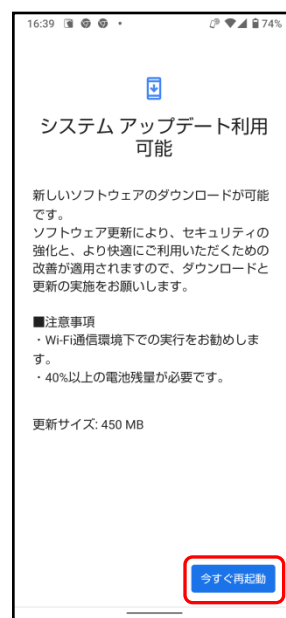 16:39
74%
システム アップデート利用
可能
新しいソフトウェアのダウンロードが可能
です。
ソフトウェア更新により、セキュリティの
強化と、より快適にご利用いただくための
改善が適用されますので、ダウンロードと
更新の実施をお願いします。
■注意事項
・Wi-Fi通信環境下での実行をお勧めしま
す。
・40%以上の電池残量が必要です。
更新サイズ: 450 MB
今すぐ再起動